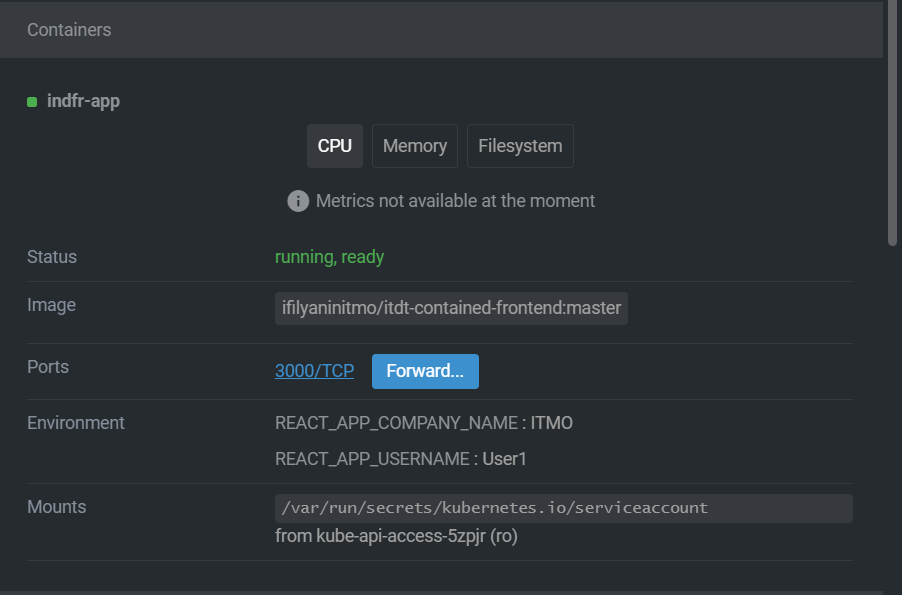 Containers
indfr-app
CPU Memory Filesystem
Metrics not available at the moment
Status running, ready
Image ifilyaninitmo/itdt-contained-frontend:master
Ports 3000/TCP Forward...
Environment REACT_APP_COMPANY_NAME : ITMO
REACT_APP_USERNAME : User1
Mounts /var/run/secrets/kubernetes.io/serviceaccount
from kube-api-access-5zpjr (ro)